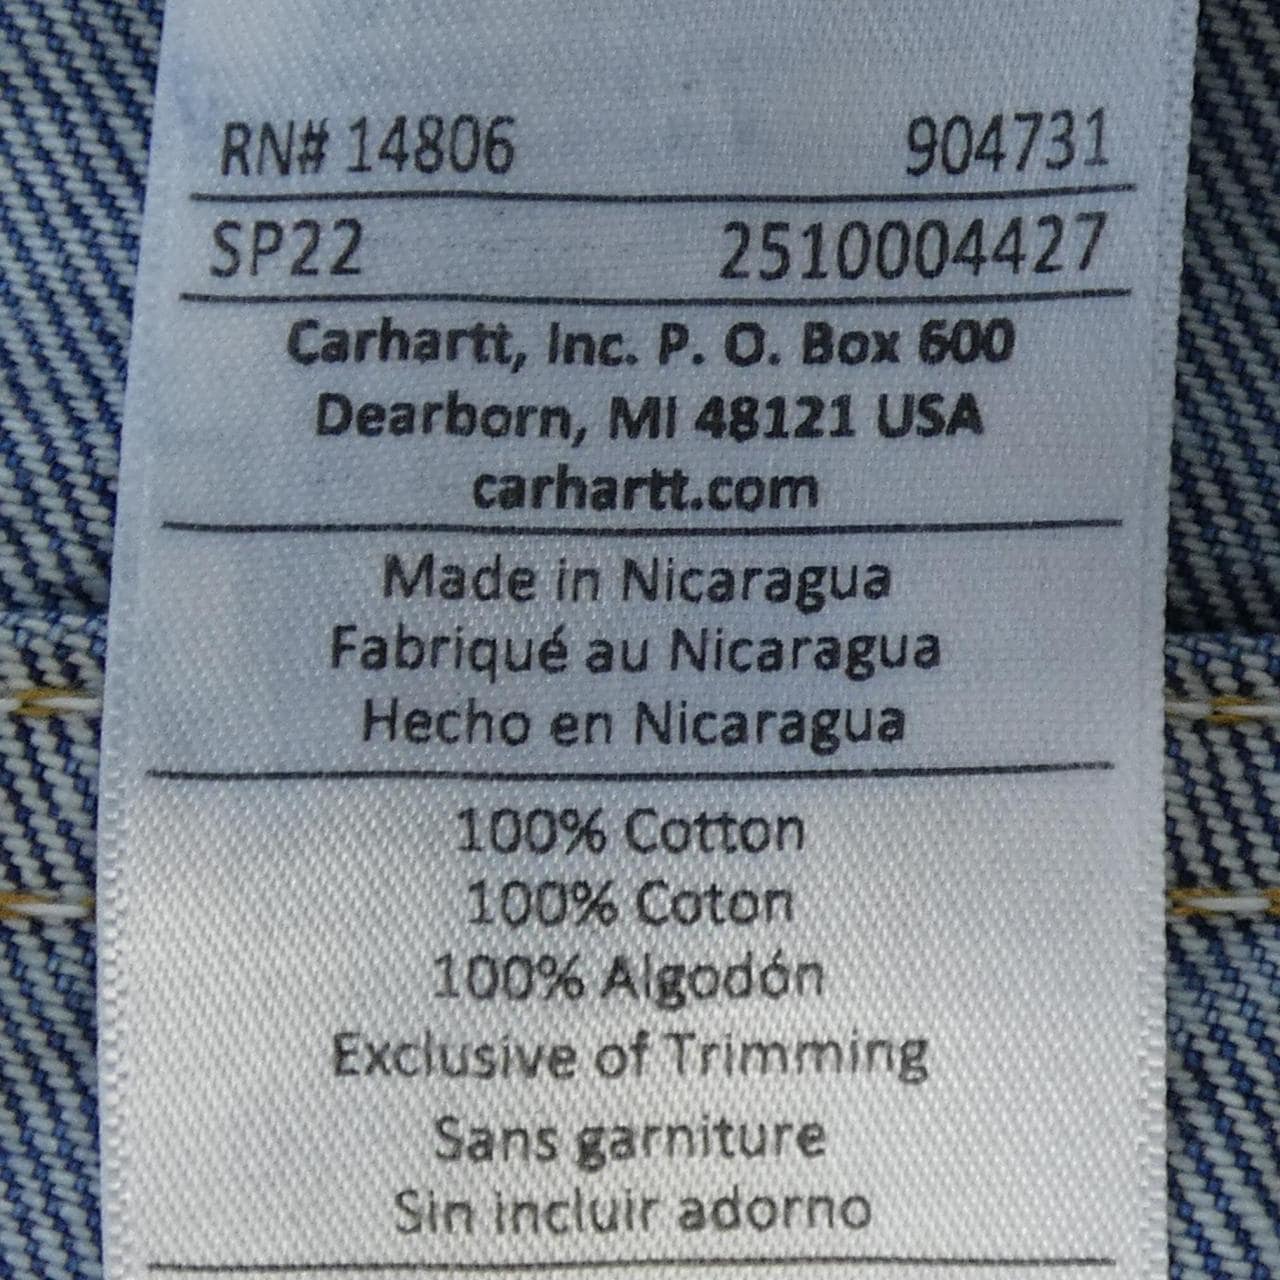 RN# 14806 904731
SP22 2510004427
Carhartt, Inc. P. O. Box 600
Dearborn, MI 48121 USA
carhartt.com
Made in Nicaragua
Fabriqué au Nicaragua
Hecho en Nicaragua
100% Cotton
100% Coton
100% Algodón
Exclusive of Trimming
Sans garniture
Sin incluir adorno